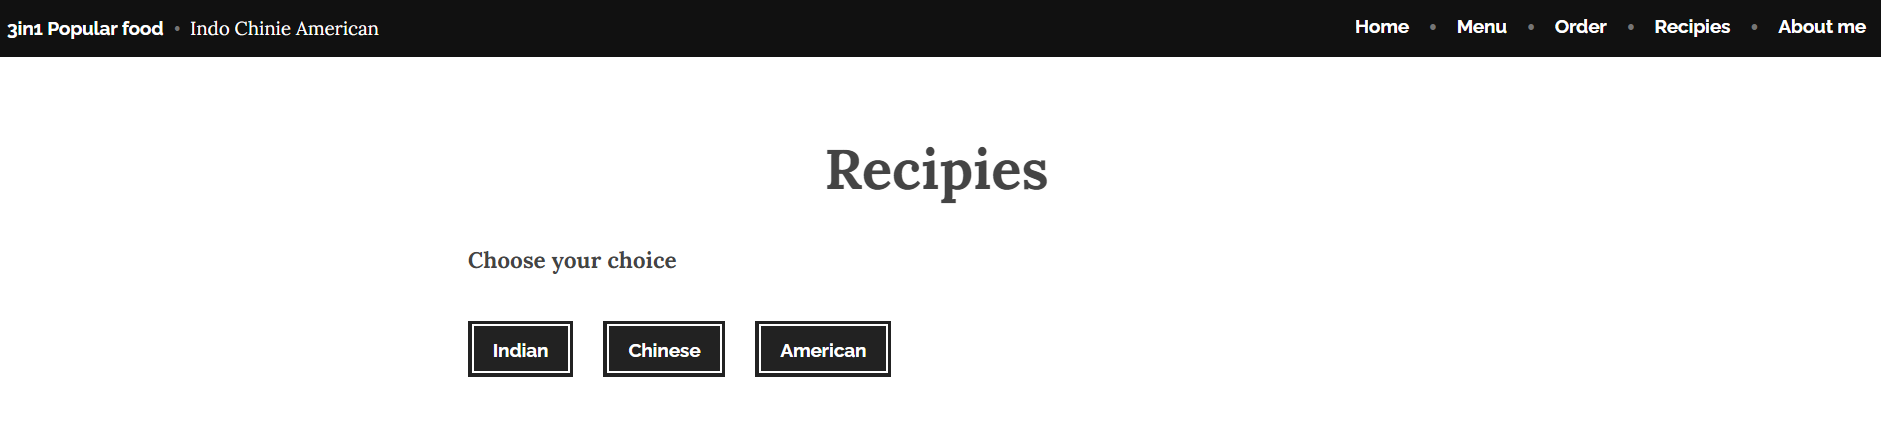 3in1 Popular food • Indo Chinie American
Home • Menu • Order • Recipies • About me
Recipies
Choose your choice
Indian Chinese American